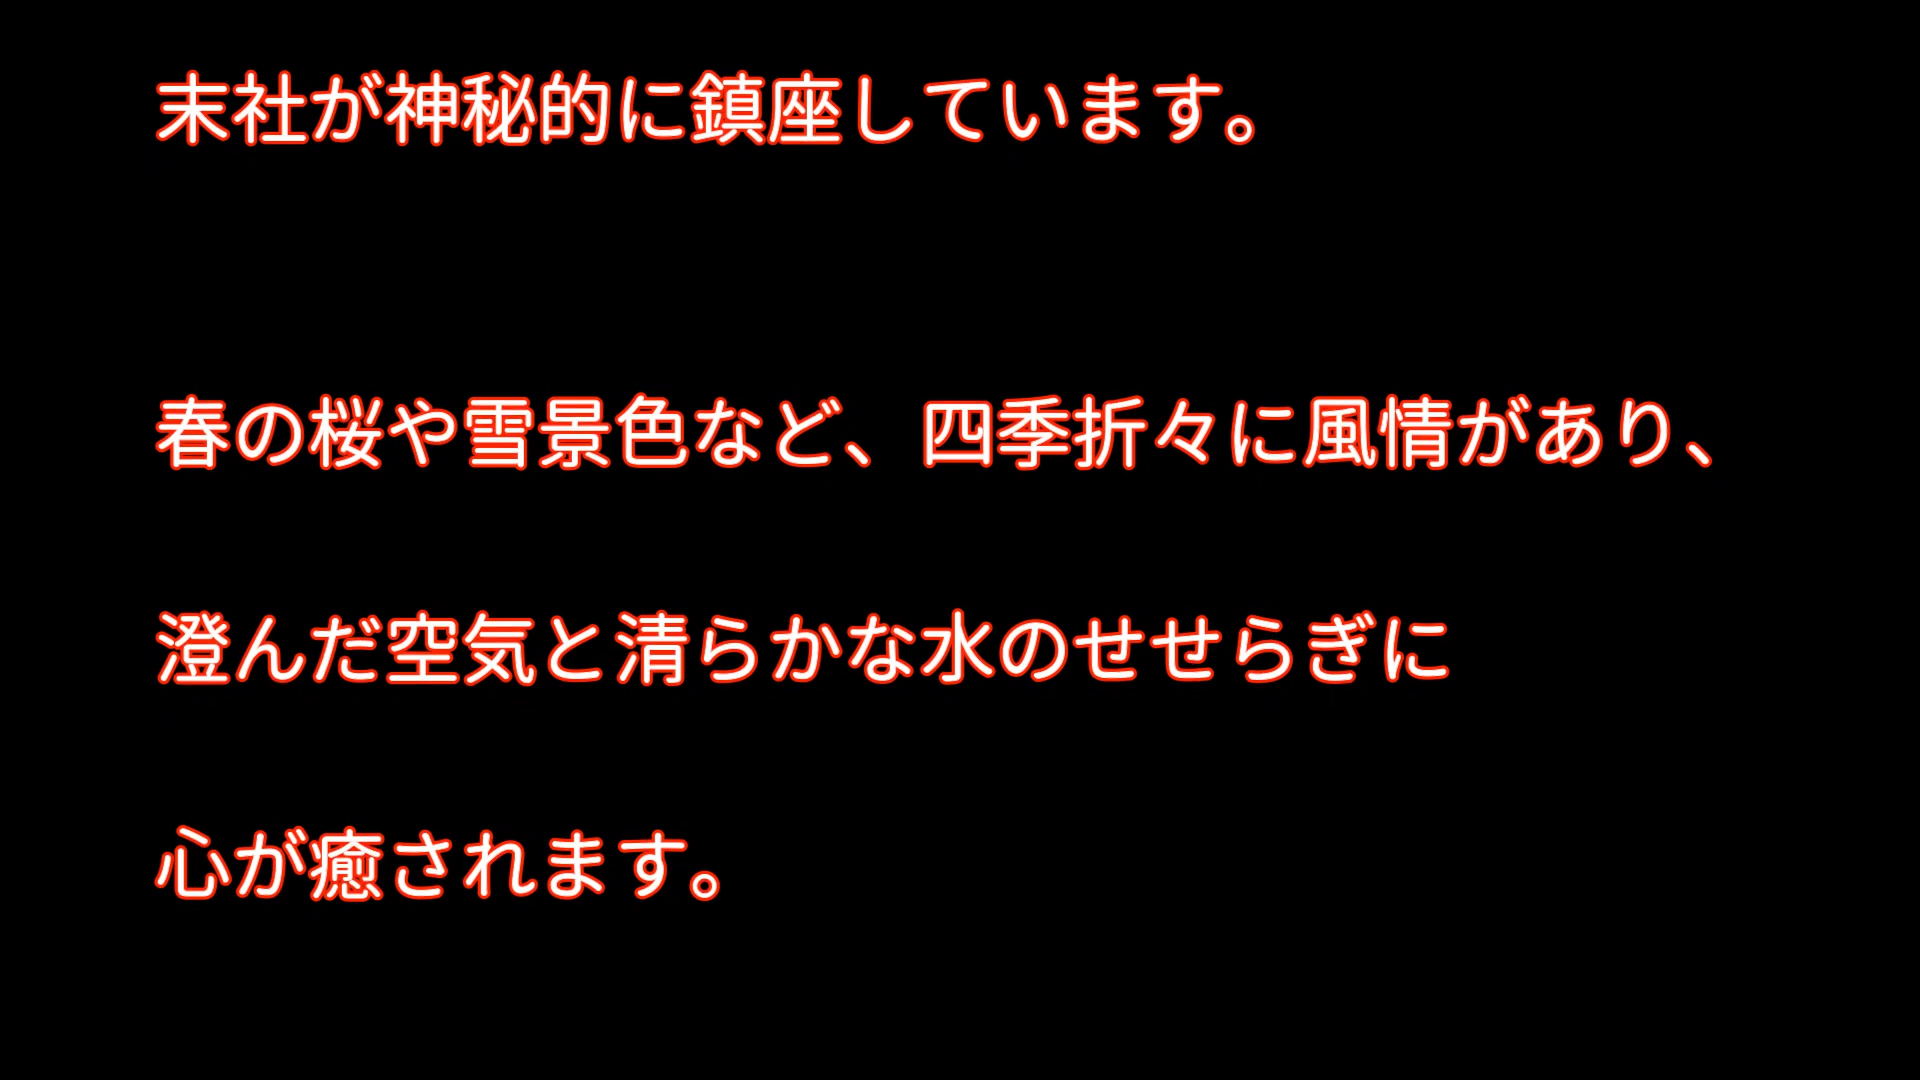 末社が神秘的に鎮座しています。
春の桜や雪景色など、四季折々に風情があり、
澄んだ空気と清らかな水のせせらぎに
心が癒されます。